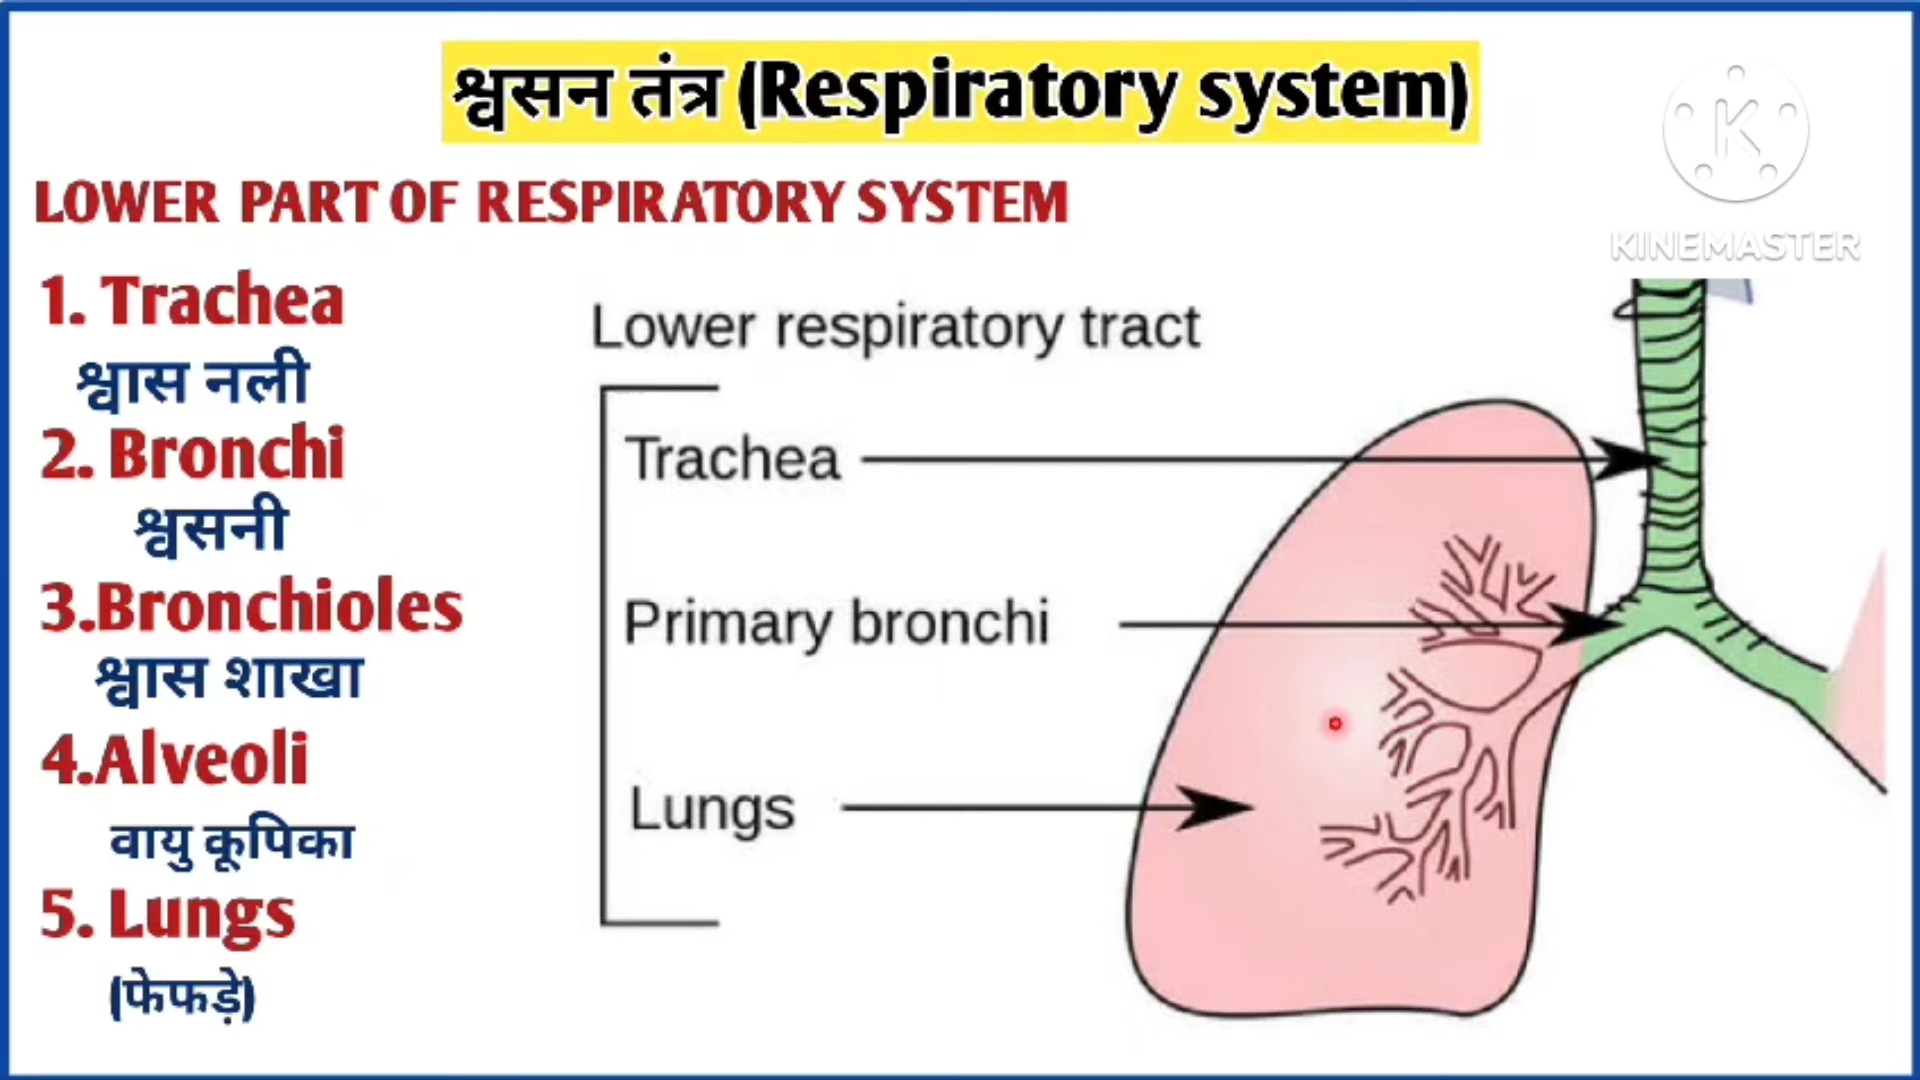 श्वसन तंत्र (Respiratory system)
K
KINEMASTER
LOWER PART OF RESPIRATORY SYSTEM
1. Trachea
श्वास नली
2. Bronchi
श्वसनी
3.Bronchioles
श्वास शाखा
4.Alveoli
वायु कूपिका
5. Lungs
(फेफड़े)
Lower respiratory tract
Trachea
Primary bronchi
Lungs